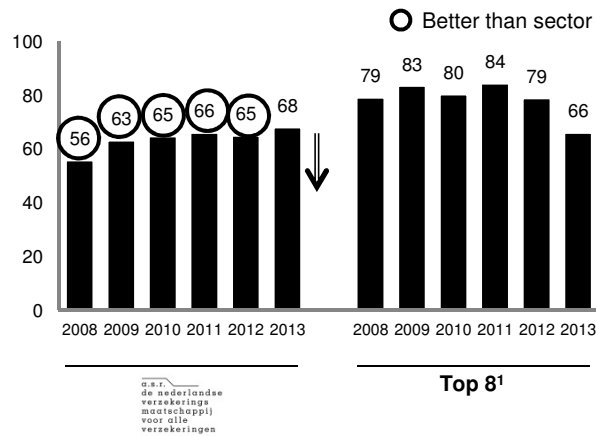 Better than sector
100
80
60
40
20
0
56 63 65 66 65 68
79 83 80 84 79 66
2008 2009 2010 2011 2012 2013
2008 2009 2010 2011 2012 2013
a.s.r.
de nederlandse
verzekerings
maatschappij
voor alle
verzekeringen
Top 8¹